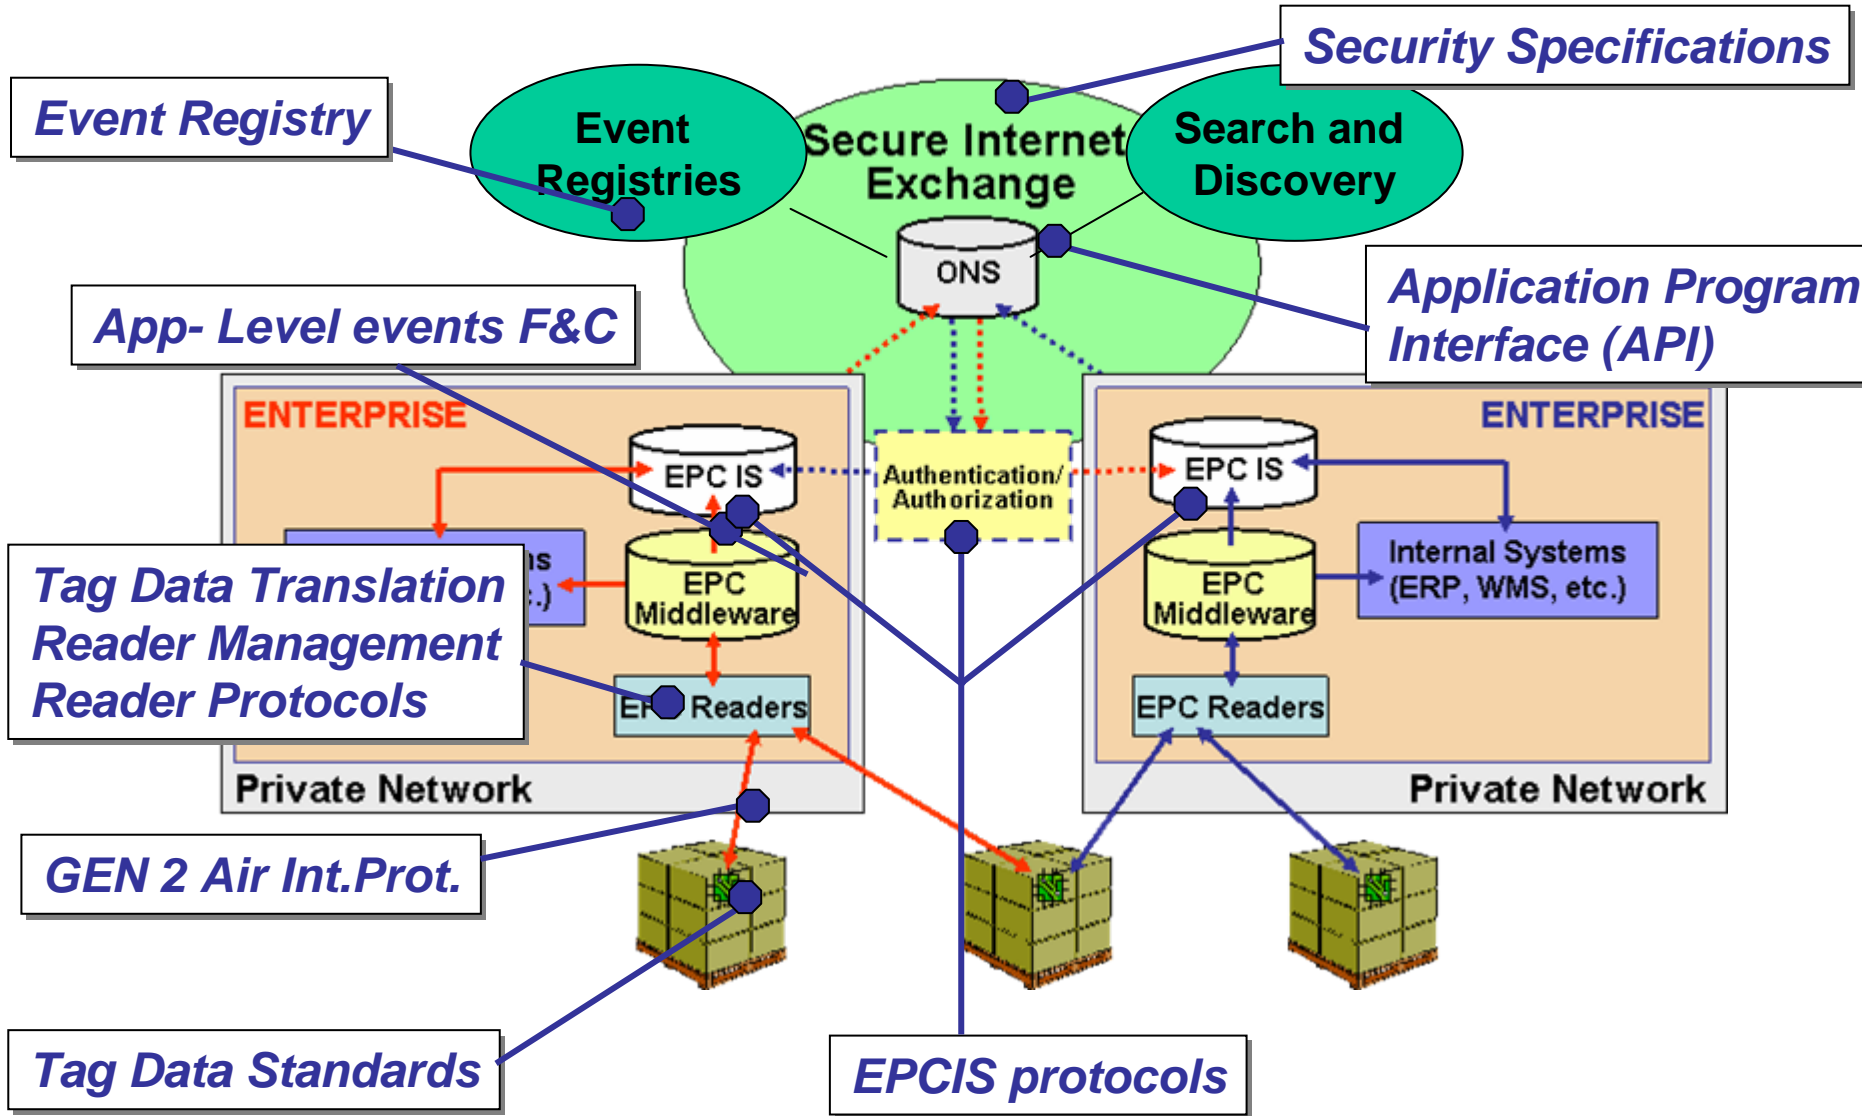 Security Specifications
Event Registry
Event
Registries
Secure Internet
Exchange
Search and
Discovery
ONS
Application Program
Interface (API)
App- Level events F&C
ENTERPRISE
ENTERPRISE
EPC IS
Authentication/
Authorization
EPC IS
Tag Data Translation
Reader Management
Reader Protocols
EPC
Middleware
EPC
Middleware
Internal Systems
(ERP, WMS, etc.)
Readers
EPC Readers
Private Network
Private Network
GEN 2 Air Int.Prot.
Tag Data Standards
EPCIS protocols